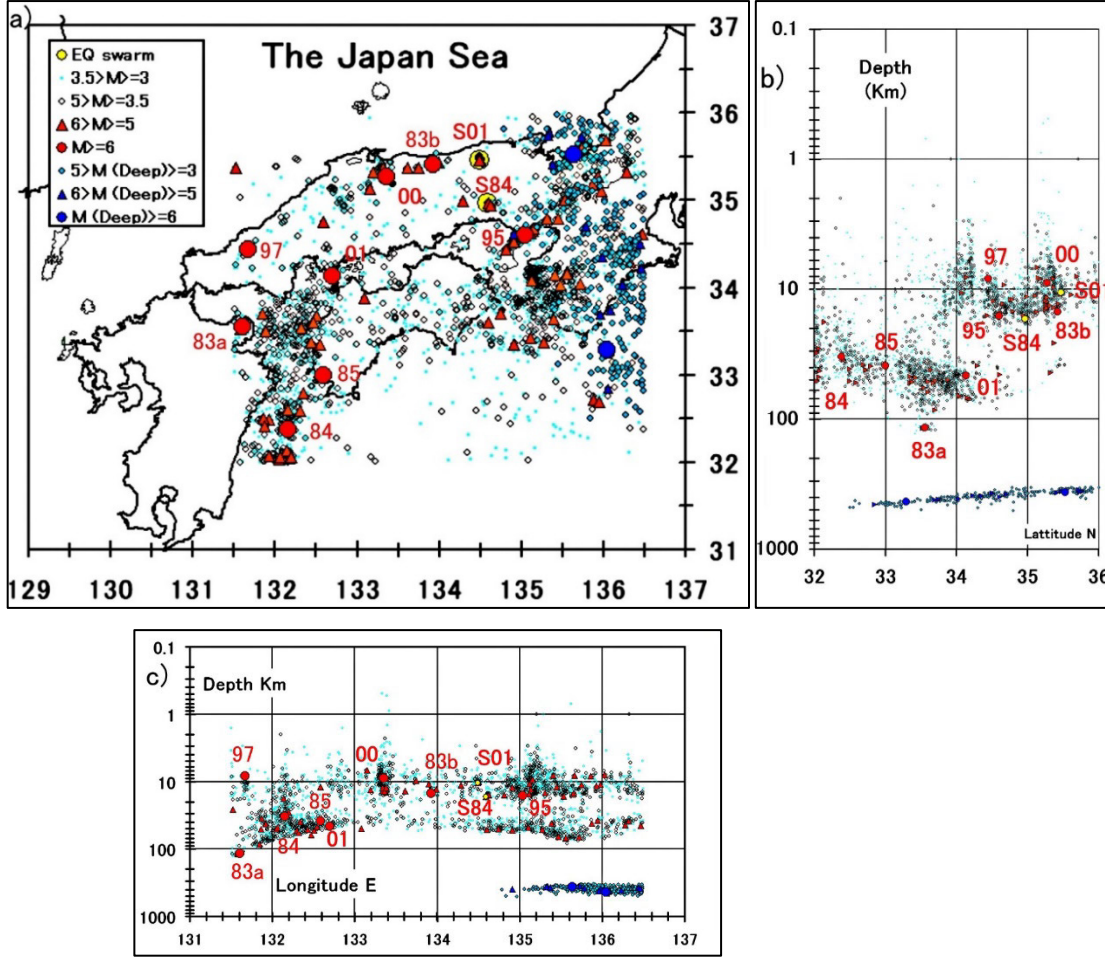 a)
The Japan Sea
EQ swarm
3.5>M>=3
5>M>=3.5
6>M>=5
M>=6
5>M (Deep)>=3
6>M (Deep)>=5
M (Deep)>=6
83b
S01
00
S84
97
01
95
83a
85
84
37
36
35
34
33
32
31
129 130 131 132 133 134 135 136 137
b)
Depth
(Km)
0.1
1
10
100
1000
97
00
S01
95
S84
83b
85
84
01
83a
Lattitude N
32 33 34 35 36
c)
Depth Km
0.1
1
10
100
1000
97
00
83b
S01
85
S84
95
84
01
83a
Longitude E
131 132 133 134 135 136 137